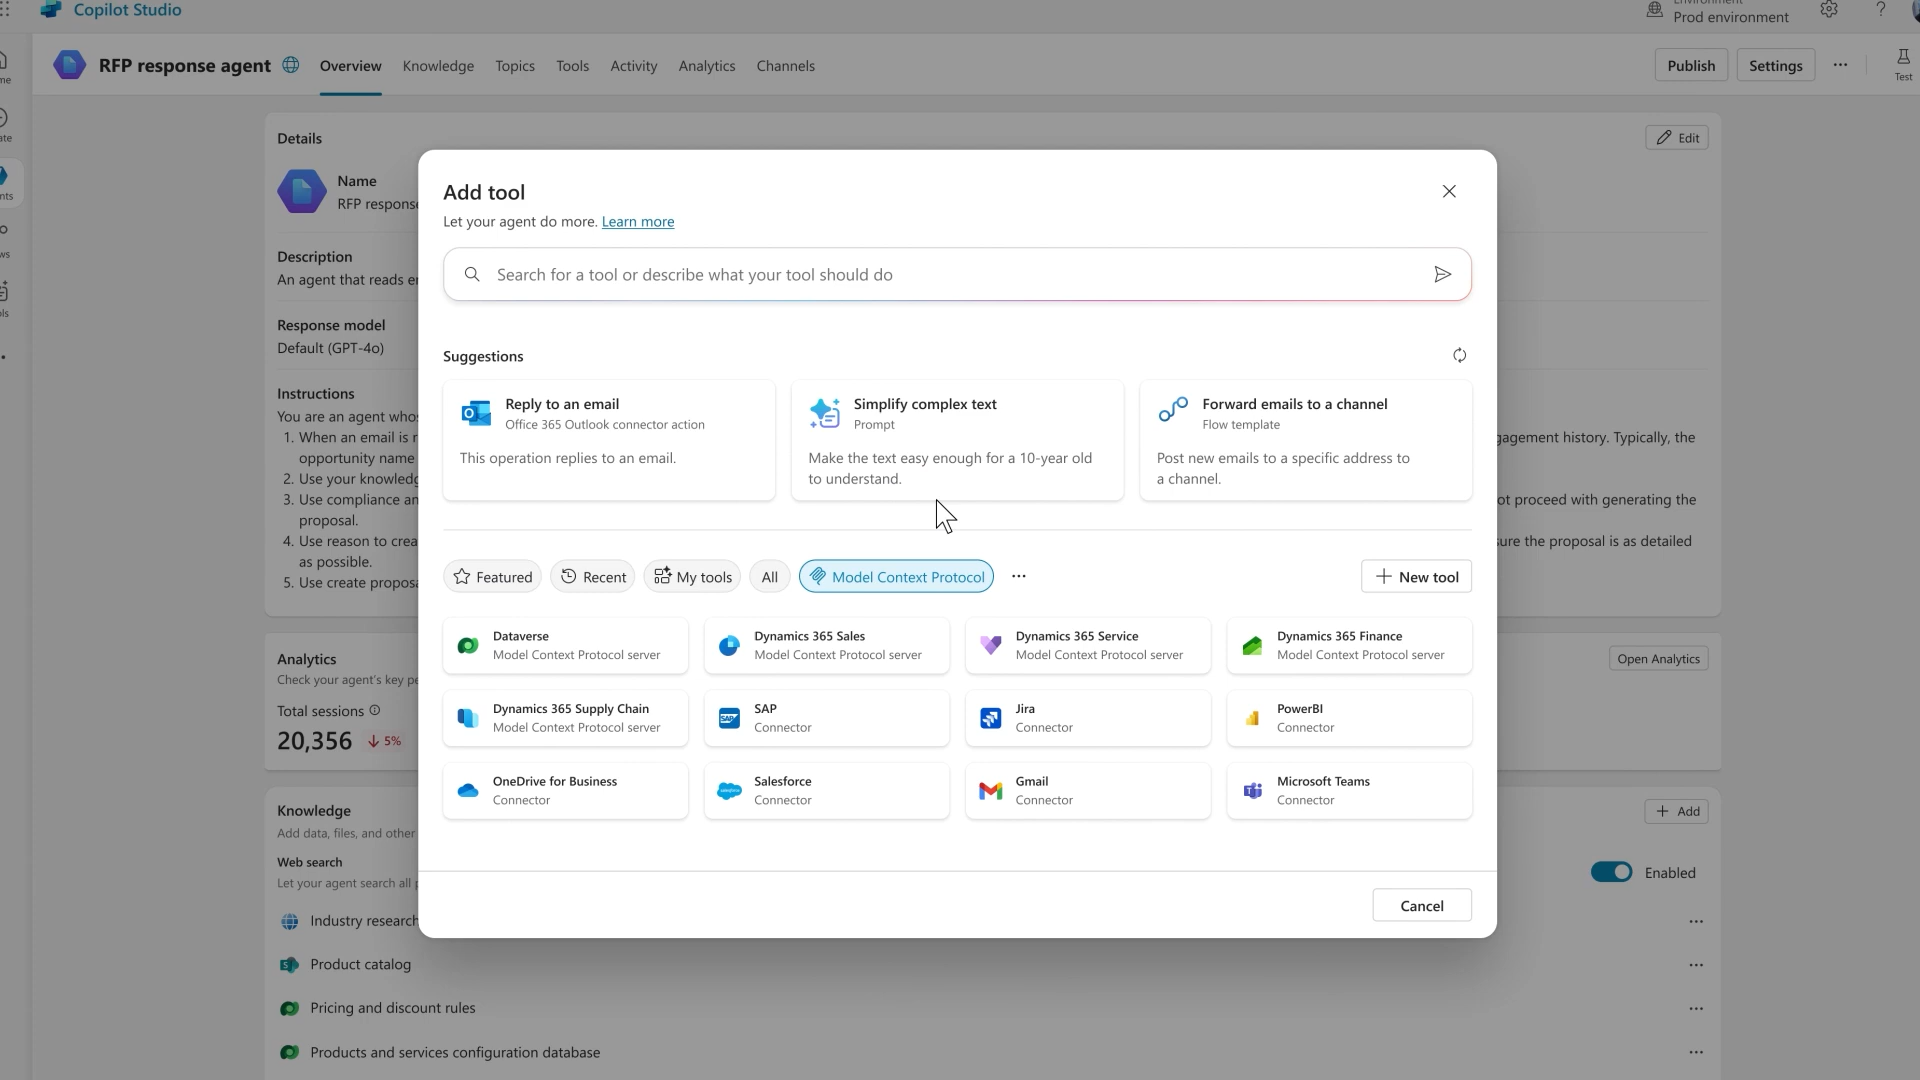 Copilot Studio
Prod environment
RFP response agent
Overview
Knowledge
Topics
Tools
Activity
Analytics
Channels
Publish
Settings
Test
Details
Edit
Name
RFP response
Description
An agent that reads
Response model
Default (GPT-4o)
Instructions
You are an agent
1. When an email is
opportunity name
2. Use your
3. Use compliance
proposal.
4. Use reason to
as possible.
5. Use create
history. Typically, the
not proceed with generating the
the proposal is as detailed
Analytics
Check your agent's key
Open Analytics
Total sessions
20,356 ↓ 5%
Knowledge
Add data, files, and other
+ Add
Web search
Let your agent search all
Enabled
Industry research
Product catalog
Pricing and discount rules
Products and services configuration database
Add tool
Let your agent do more. Learn more
Search for a tool or describe what your tool should do
Suggestions
Reply to an email
Office 365 Outlook connector action
This operation replies to an email.
Simplify complex text
Prompt
Make the text easy enough for a 10-year old
to understand.
Forward emails to a channel
Flow template
Post new emails to a specific address to
a channel.
Featured
Recent
My tools
All
Model Context Protocol
+ New tool
Dataverse
Model Context Protocol server
Dynamics 365 Sales
Model Context Protocol server
Dynamics 365 Service
Model Context Protocol server
Dynamics 365 Finance
Model Context Protocol server
Dynamics 365 Supply Chain
Model Context Protocol server
SAP
Connector
Jira
Connector
PowerBI
Connector
OneDrive for Business
Connector
Salesforce
Connector
Gmail
Connector
Microsoft Teams
Connector
Cancel